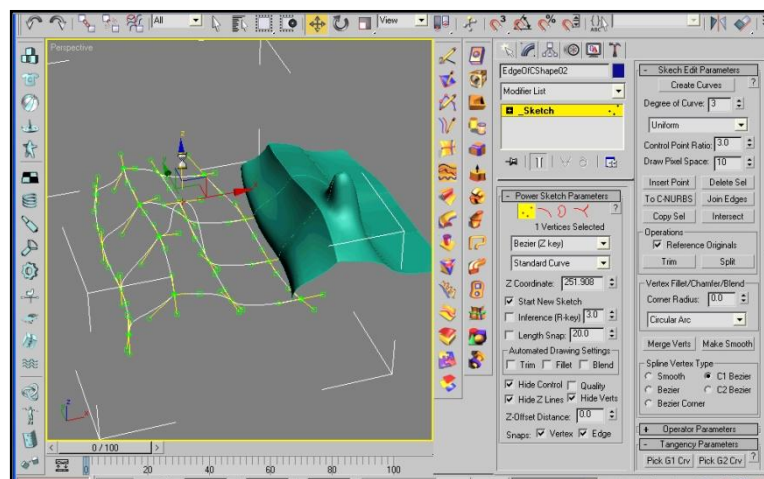 All
View
3
Perspective
z
z
x
0 / 100
0
20
40
60
80
100
EdgeOfCShape02
Modifier List
_Sketch
- Power Sketch Parameters
?
1 Vertices Selected
Bezier (Z key)
Standard Curve
Z Coordinate: 251.908
Start New Sketch
Inference (R-key) 3.0
Length Snap: 20.0
Automated Drawing Settings
Trim Fillet Blend
Hide Control Quality
Hide Z Lines Hide Verts
Z-Offset Distance: 0.0
Snaps: Vertex Edge
- Skech Edit Parameters
Create Curves ?
Degree of Curve: 3
Uniform
Control Point Ratio: 3.0
Draw Pixel Space: 10
Insert Point Delete Sel
To C-NURBS Join Edges
Copy Sel Intersect
Operations
Reference Originals
Trim Split
Vertex Fillet/Chamfer/Blend
Corner Radius: 0.0
Circular Arc
Merge Verts Make Smooth
Spline Vertex Type
Smooth C1 Bezier
Bezier C2 Bezier
Bezier Corner
+ Operator Parameters
- Tangency Parameters
Pick G1 Crv Pick G2 Crv ?